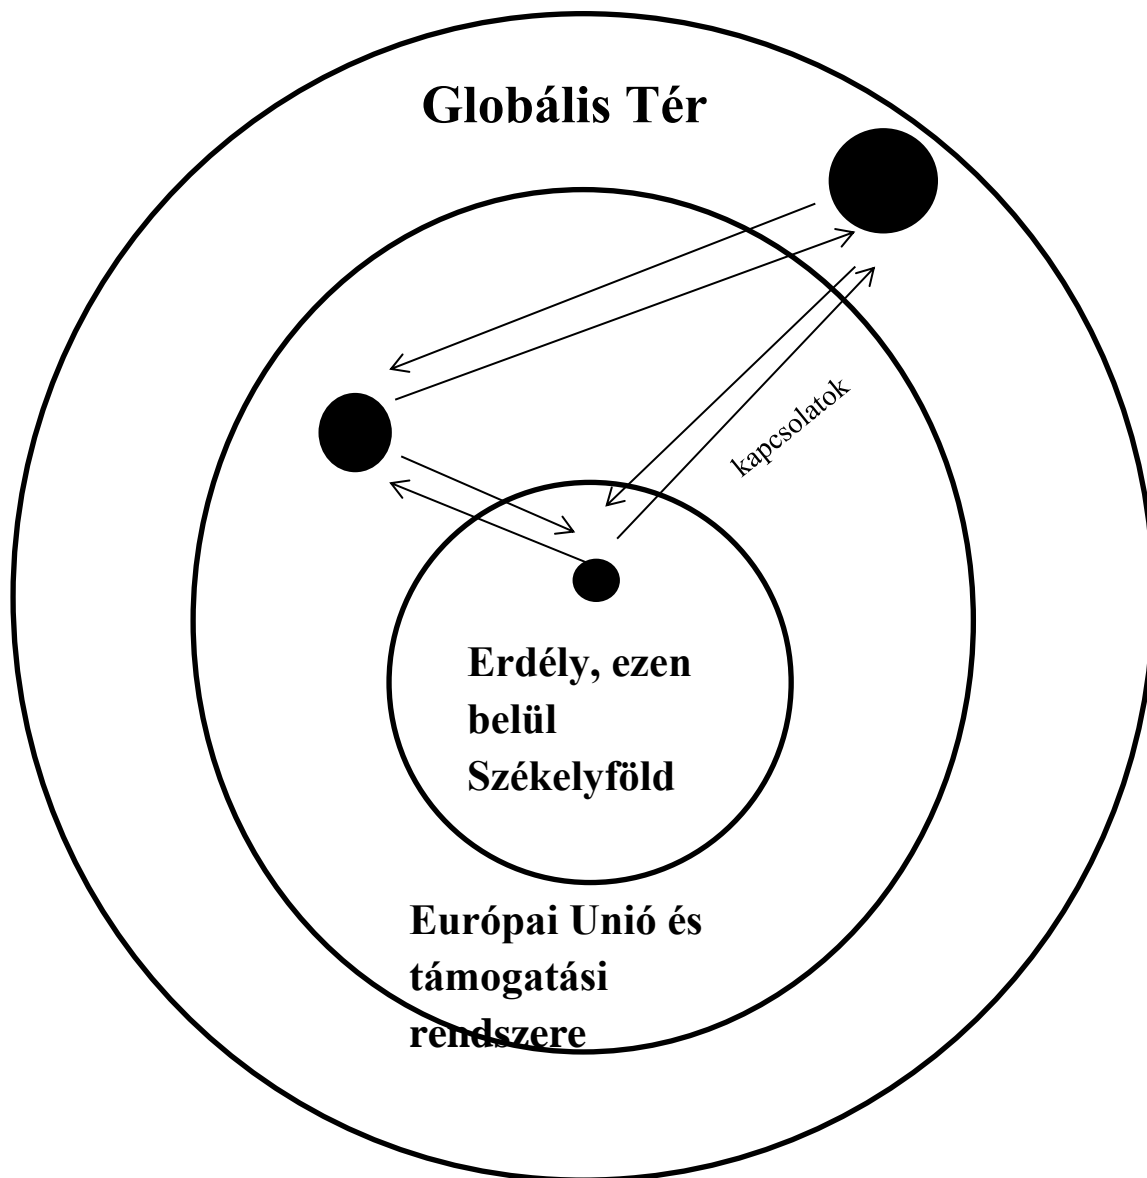 Globális Tér
kapcsolatok
Erdély, ezen
belül
Székelyföld
Európai Unió és
támogatási
rendszere